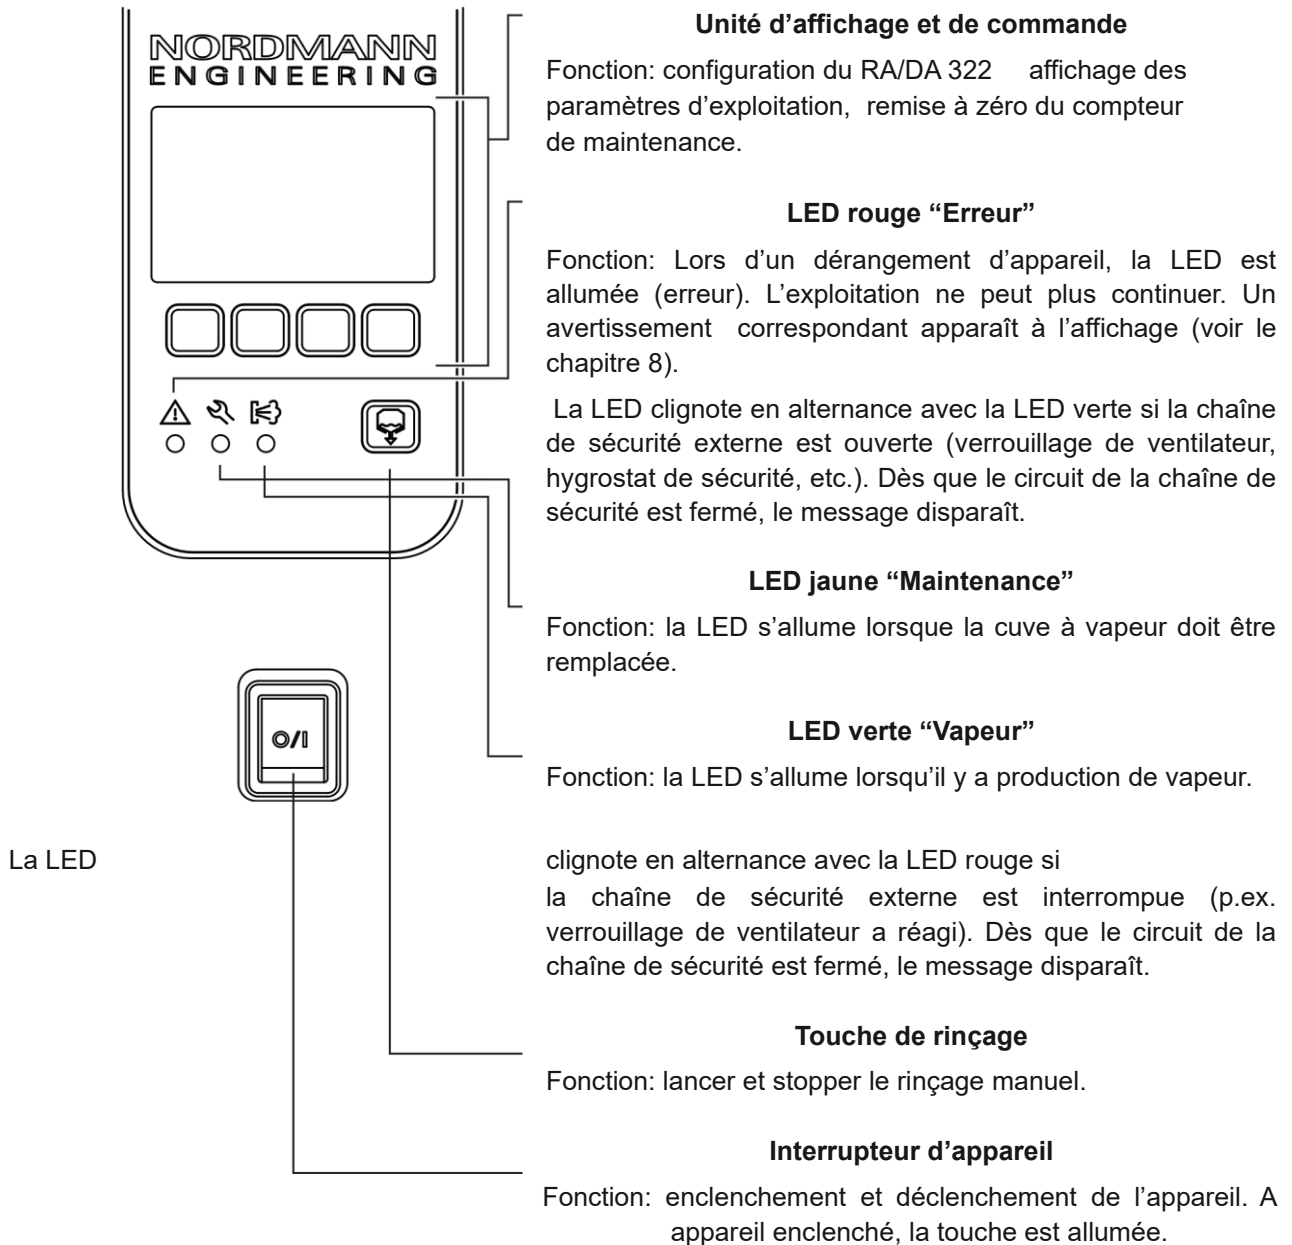 NORDMANN
ENGINEERING
Unité d’affichage et de commande
Fonction: configuration du RA/DA 322 affichage des
paramètres d’exploitation, remise à zéro du compteur
de maintenance.
LED rouge “Erreur”
Fonction: Lors d’un dérangement d’appareil, la LED est
allumée (erreur). L’exploitation ne peut plus continuer. Un
avertissement correspondant apparaît à l’affichage (voir le
chapitre 8).
La LED clignote en alternance avec la LED verte si la chaîne
de sécurité externe est ouverte (verrouillage de ventilateur,
hygrostat de sécurité, etc.). Dès que le circuit de la chaîne de
sécurité est fermé, le message disparaît.
LED jaune “Maintenance”
Fonction: la LED s’allume lorsque la cuve à vapeur doit être
remplacée.
O/I
LED verte “Vapeur”
Fonction: la LED s’allume lorsqu’il y a production de vapeur.
La LED clignote en alternance avec la LED rouge si
la chaîne de sécurité externe est interrompue (p.ex.
verrouillage de ventilateur a réagi). Dès que le circuit de la
chaîne de sécurité est fermé, le message disparaît.
Touche de rinçage
Fonction: lancer et stopper le rinçage manuel.
Interrupteur d’appareil
Fonction: enclenchement et déclenchement de l’appareil. A
appareil enclenché, la touche est allumée.